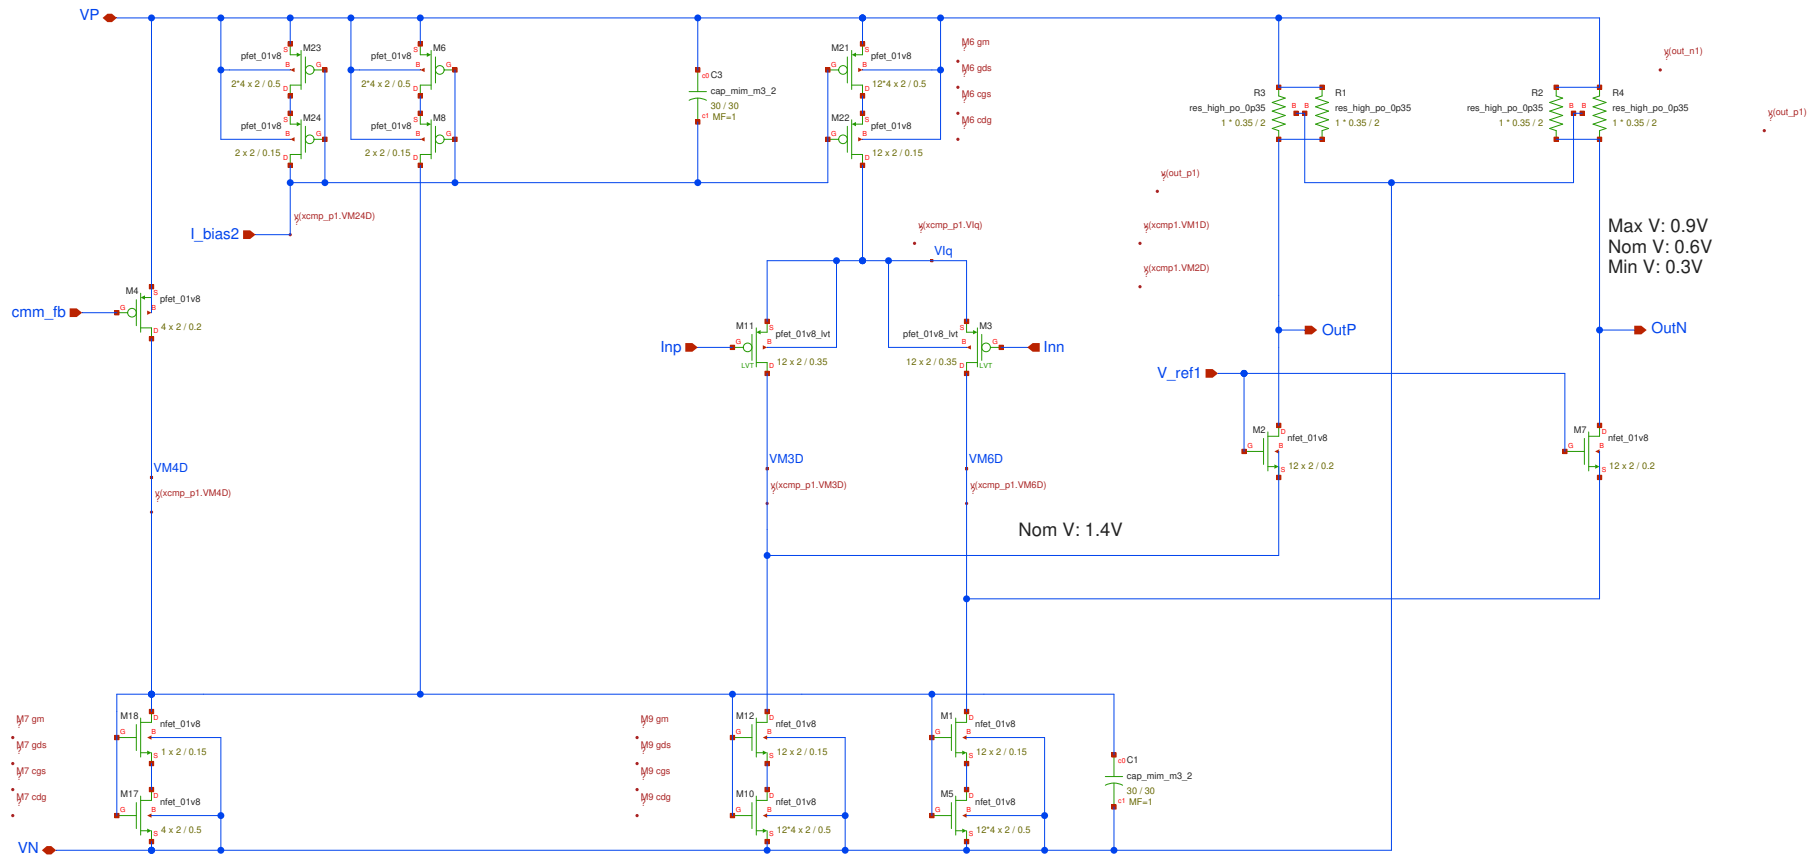 VP
M23
pfet_01v8
2*4 x 2 / 0.5
S
G
B
D
M24
pfet_01v8
2 x 2 / 0.15
S
G
B
D
M6
pfet_01v8
2*4 x 2 / 0.5
S
G
B
D
M8
pfet_01v8
2 x 2 / 0.15
S
G
B
D
c0 C3
cap_mim_m3_2
30 / 30
c1 MF=1
M21
pfet_01v8
12*4 x 2 / 0.5
S
G
B
D
M22
pfet_01v8
12 x 2 / 0.15
S
G
B
D
M6 gm
M6 gds
M6 cgs
M6 cdg
R3
res_high_po_0p35
1 * 0.35 / 2
B
R1
res_high_po_0p35
1 * 0.35 / 2
B
R2
res_high_po_0p35
1 * 0.35 / 2
B
R4
res_high_po_0p35
1 * 0.35 / 2
B
v(out_n1)
v(out_p1)
v(out_p1)
v(xcmp1.VM1D)
v(xcmp1.VM2D)
Max V: 0.9V
Nom V: 0.6V
Min V: 0.3V
I_bias2
v(xcmp_p1.VM24D)
v(xcmp_p1.VIq)
VIq
cmm_fb
M4
pfet_01v8
4 x 2 / 0.2
S
G
B
D
Inp
M11
pfet_01v8_lvt
12 x 2 / 0.35
S
G
B
D
LVT
M3
pfet_01v8_lvt
12 x 2 / 0.35
S
G
B
D
LVT
Inn
OutP
OutN
V_ref1
M2
nfet_01v8
12 x 2 / 0.2
D
G
B
S
M7
nfet_01v8
12 x 2 / 0.2
D
G
B
S
VM4D
v(xcmp_p1.VM4D)
VM3D
v(xcmp_p1.VM3D)
VM6D
v(xcmp_p1.VM6D)
Nom V: 1.4V
M7 gm
M7 gds
M7 cgs
M7 cdg
M18
nfet_01v8
1 x 2 / 0.15
D
G
B
S
M17
nfet_01v8
4 x 2 / 0.5
D
G
B
S
M9 gm
M9 gds
M9 cgs
M9 cdg
M12
nfet_01v8
12 x 2 / 0.15
D
G
B
S
M10
nfet_01v8
12*4 x 2 / 0.5
D
G
B
S
M1
nfet_01v8
12 x 2 / 0.15
D
G
B
S
M5
nfet_01v8
12*4 x 2 / 0.5
D
G
B
S
c0 C1
cap_mim_m3_2
30 / 30
c1 MF=1
VN